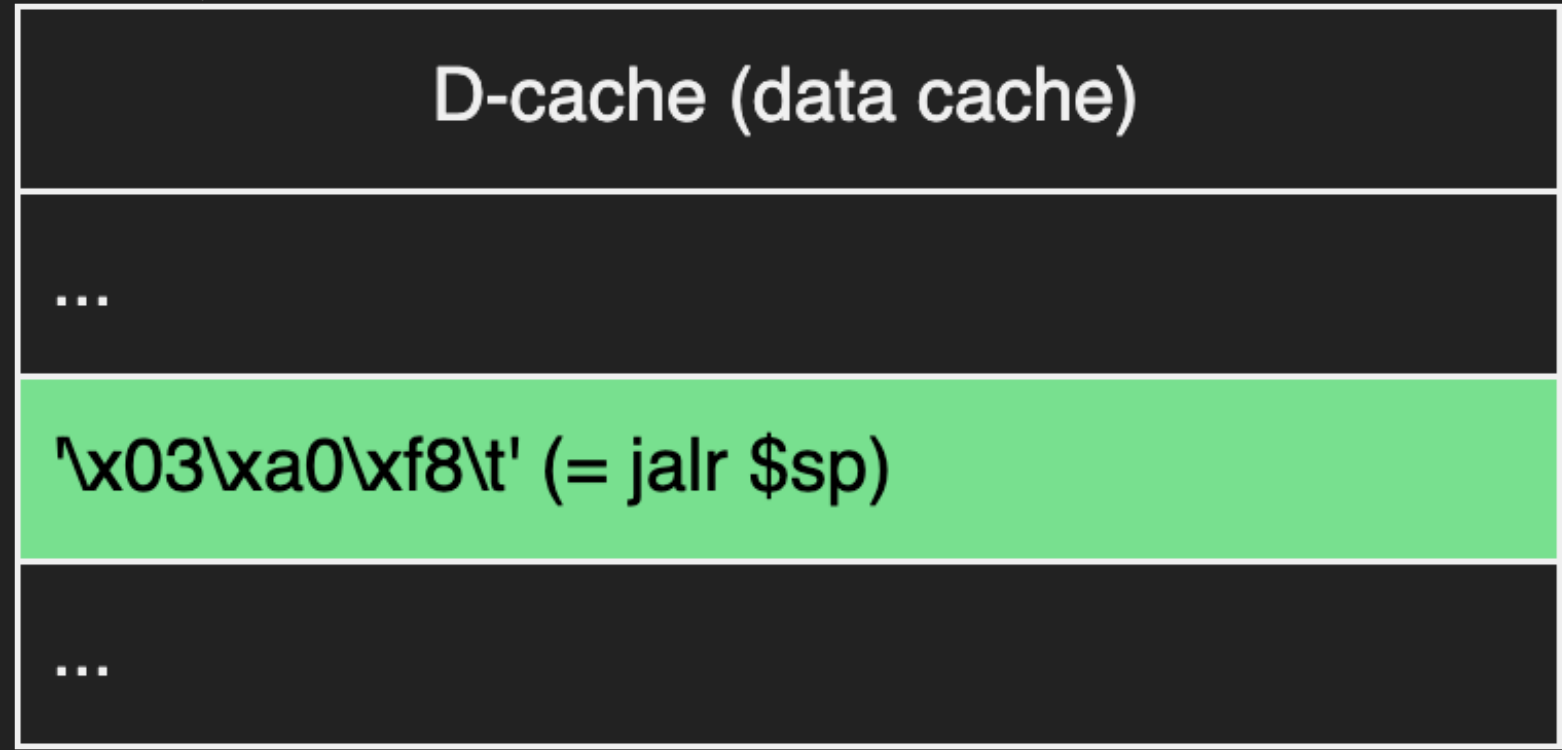 D-cache (data cache)
...
'\x03\xa0\xf8\t' (= jalr $sp)
...